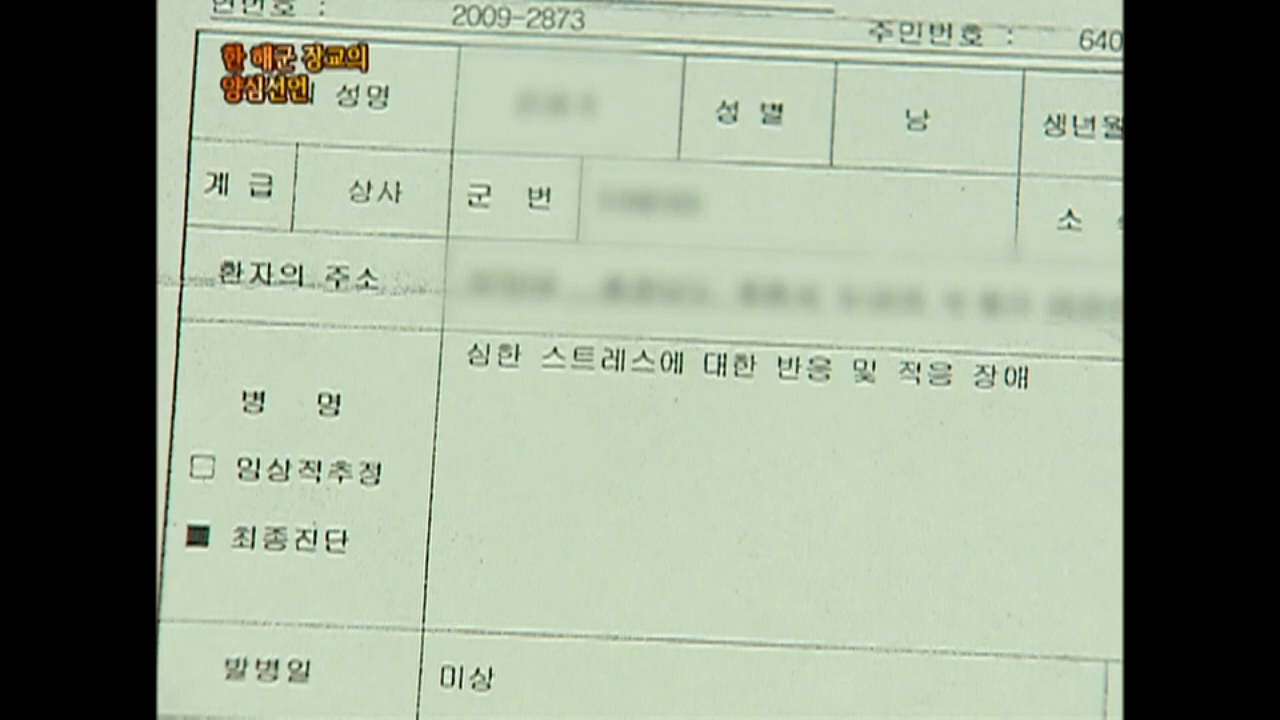 연번호 : 2009-2873 주민번호 : 640
한 해군 장교의
양심선언
성명 성 별 남 생년월
계 급 상사 군 번 소
환자의 주소
심한 스트레스에 대한 반응 및 적응 장애
병 명
□ 임상적추정
■ 최종진단
발병일 미상